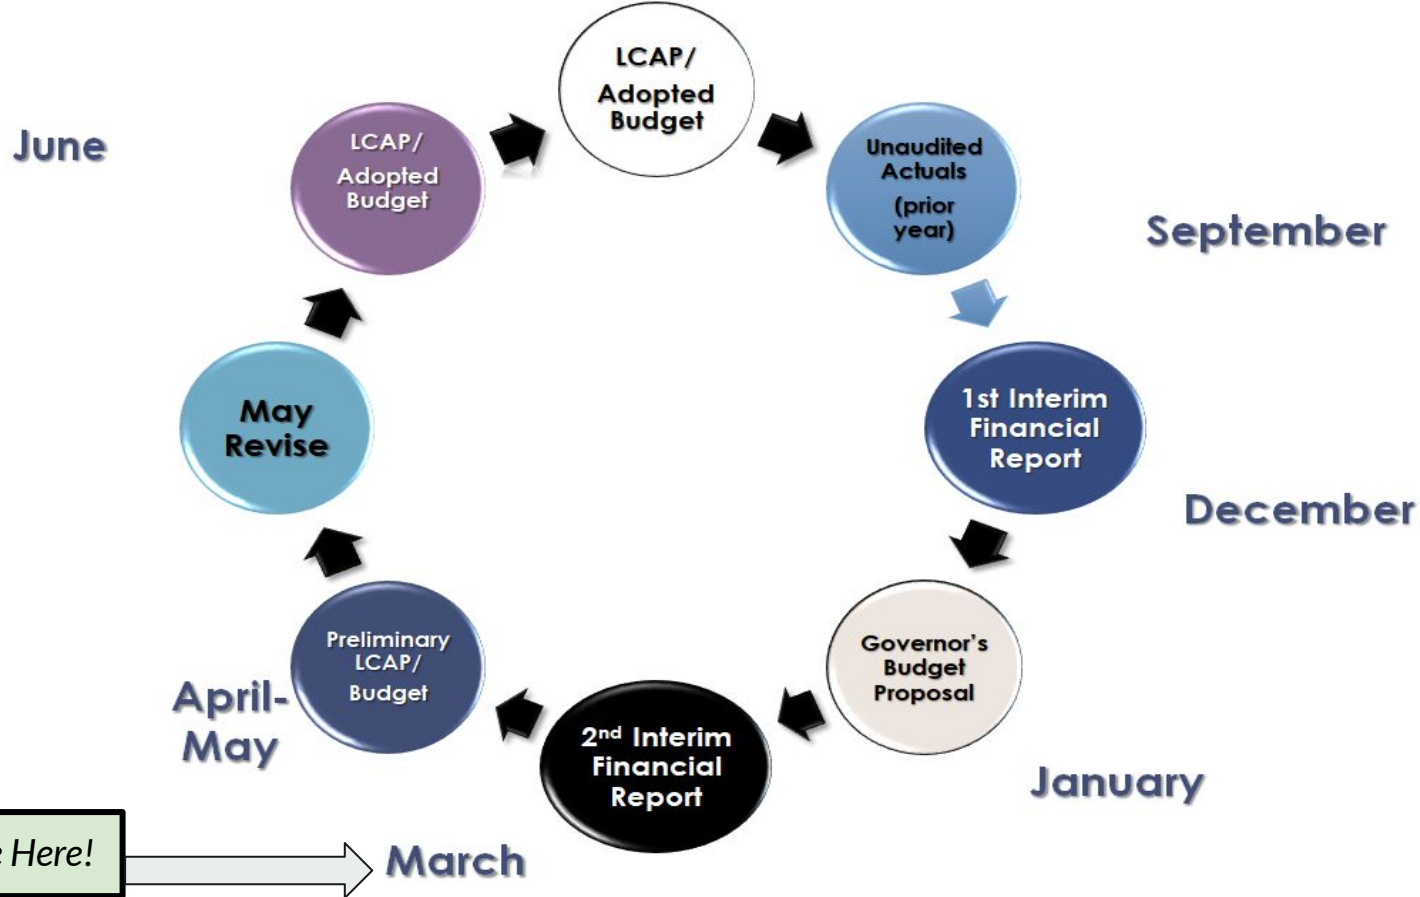 LCAP/
Adopted
Budget
Unaudited
Actuals
(prior
year)
September
1st Interim
Financial
Report
December
Governor's
Budget
Proposal
January
2nd Interim
Financial
Report
March
Here!
Preliminary
LCAP/
Budget
April-
May
May
Revise
LCAP/
Adopted
Budget
June